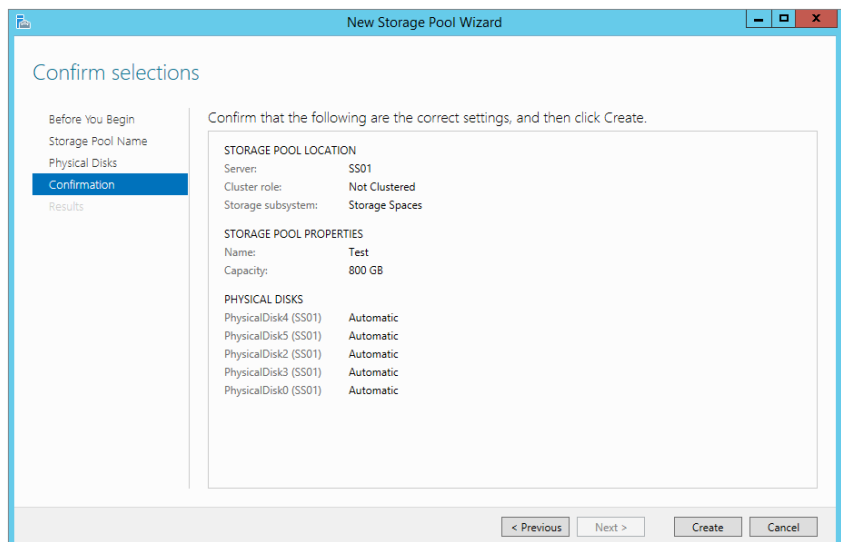 New Storage Pool Wizard
Confirm selections
Before You Begin
Storage Pool Name
Physical Disks
Confirmation
Results
Confirm that the following are the correct settings, and then click Create.
STORAGE POOL LOCATION
Server: SS01
Cluster role: Not Clustered
Storage subsystem: Storage Spaces
STORAGE POOL PROPERTIES
Name: Test
Capacity: 800 GB
PHYSICAL DISKS
PhysicalDisk4 (SS01) Automatic
PhysicalDisk5 (SS01) Automatic
PhysicalDisk2 (SS01) Automatic
PhysicalDisk3 (SS01) Automatic
PhysicalDisk0 (SS01) Automatic
< Previous Next > Create Cancel